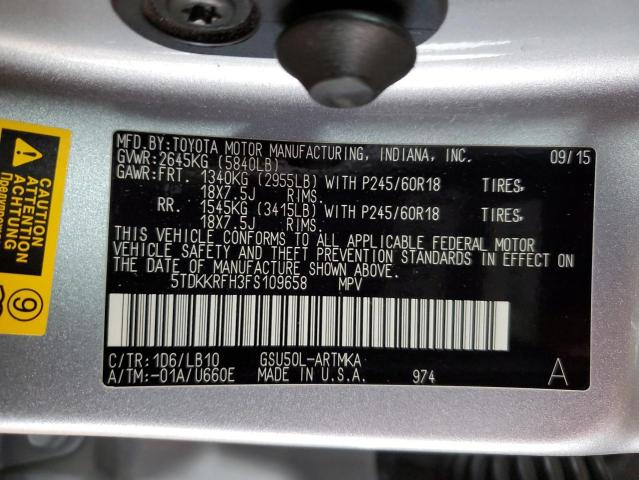 MFD.BY:TOYOTA MOTOR MANUFACTURING, INDIANA, INC. 09/15
GVWR:2645KG (5840LB)
GAWR:FRT. 1340KG (2955LB) WITH P245/60R18 TIRES,
18X7.5J RIMS.
RR. 1545KG (3415LB) WITH P245/60R18 TIRES,
18X7.5J RIMS.
THIS VEHICLE CONFORMS TO ALL APPLICABLE FEDERAL MOTOR
VEHICLE SAFETY AND THEFT PREVENTION STANDARDS IN EFFECT ON
THE DATE OF MANUFACTURE SHOWN ABOVE.
5TDKKRFH3FS109658 MPV
C/TR:1D6/LB10 GSU50L-ARTMKA
A/TM:-01A/U660E MADE IN U.S.A. 974 A
CAUTION
ATTENTION
ACHTUNG
9